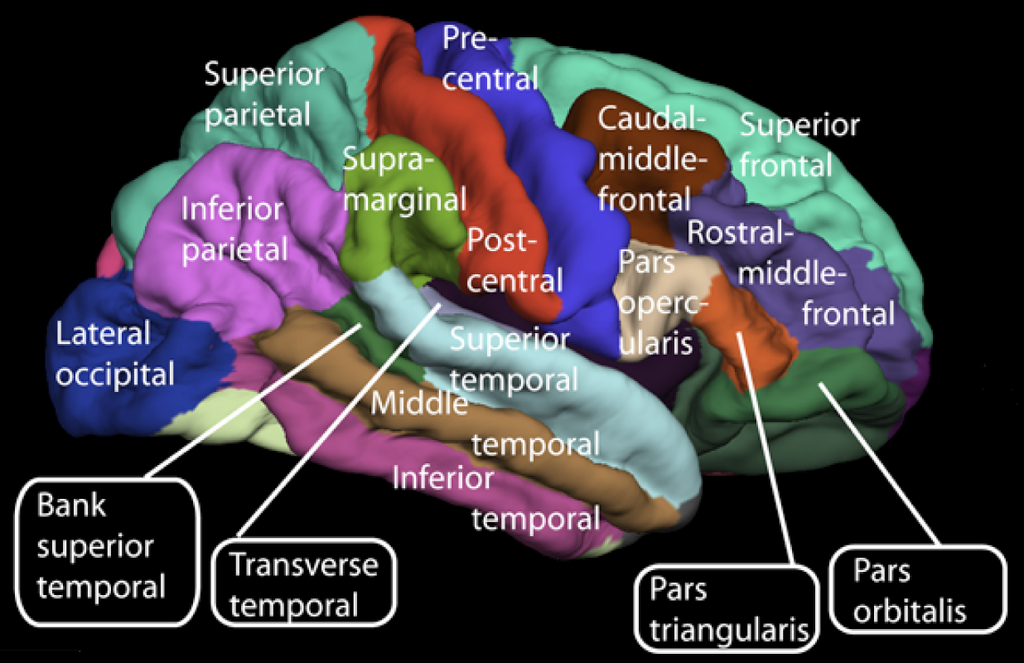 Pre-
central
Superior
parietal
Caudal-
middle-
frontal
Superior
frontal
Supra-
marginal
Inferior
parietal
Post-
central
Rostral-
middle-
frontal
Pars
operc-
ularis
Lateral
occipital
Superior
temporal
Middle
temporal
Inferior
temporal
Bank
superior
temporal
Transverse
temporal
Pars
triangularis
Pars
orbitalis